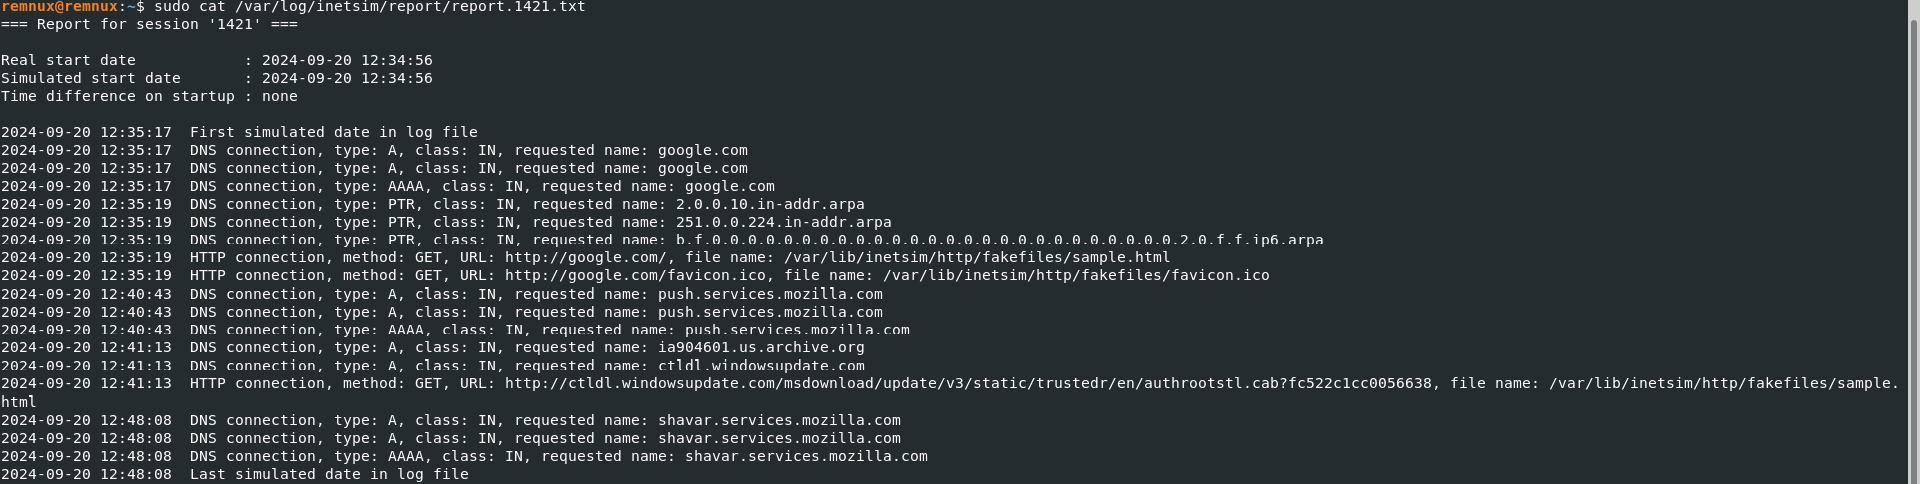 remnux@remnux:~$ sudo cat /var/log/inetsim/report/report.1421.txt
=== Report for session '1421' ===
Real start date            : 2024-09-20 12:34:56
Simulated start date       : 2024-09-20 12:34:56
Time difference on startup : none
2024-09-20 12:35:17  First simulated date in log file
2024-09-20 12:35:17  DNS connection, type: A, class: IN, requested name: google.com
2024-09-20 12:35:17  DNS connection, type: A, class: IN, requested name: google.com
2024-09-20 12:35:17  DNS connection, type: AAAA, class: IN, requested name: google.com
2024-09-20 12:35:19  DNS connection, type: PTR, class: IN, requested name: 2.0.0.10.in-addr.arpa
2024-09-20 12:35:19  DNS connection, type: PTR, class: IN, requested name: 251.0.0.224.in-addr.arpa
2024-09-20 12:35:19  DNS connection, type: PTR, class: IN, requested name: b.f.0.0.0.0.0.0.0.0.0.0.0.0.0.0.0.0.0.0.0.0.0.0.0.0.0.0.2.0.f.f.ip6.arpa
2024-09-20 12:35:19  HTTP connection, method: GET, URL: http://google.com/, file name: /var/lib/inetsim/http/fakefiles/sample.html
2024-09-20 12:35:19  HTTP connection, method: GET, URL: http://google.com/favicon.ico, file name: /var/lib/inetsim/http/fakefiles/favicon.ico
2024-09-20 12:40:43  DNS connection, type: A, class: IN, requested name: push.services.mozilla.com
2024-09-20 12:40:43  DNS connection, type: A, class: IN, requested name: push.services.mozilla.com
2024-09-20 12:40:43  DNS connection, type: AAAA, class: IN, requested name: push.services.mozilla.com
2024-09-20 12:41:13  DNS connection, type: A, class: IN, requested name: ia904601.us.archive.org
2024-09-20 12:41:13  DNS connection, type: A, class: IN, requested name: ctldl.windowsupdate.com
2024-09-20 12:41:13  HTTP connection, method: GET, URL: http://ctldl.windowsupdate.com/msdownload/update/v3/static/trustedr/en/authrootstl.cab?fc522c1cc0056638, file name: /var/lib/inetsim/http/fakefiles/sample.
html
2024-09-20 12:48:08  DNS connection, type: A, class: IN, requested name: shavar.services.mozilla.com
2024-09-20 12:48:08  DNS connection, type: A, class: IN, requested name: shavar.services.mozilla.com
2024-09-20 12:48:08  DNS connection, type: AAAA, class: IN, requested name: shavar.services.mozilla.com
2024-09-20 12:48:08  Last simulated date in log file